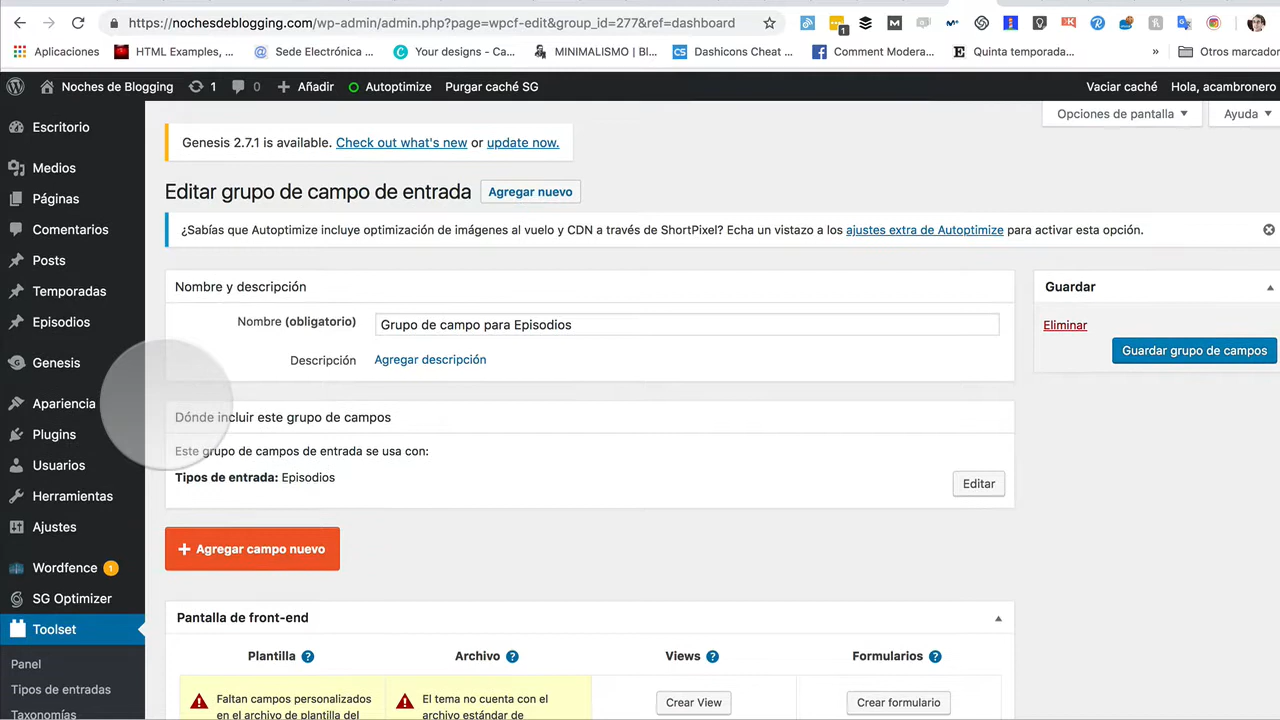 https://nochesdeblogging.com/wp-admin/admin.php?page=wpcf-edit&group_id=277&ref=dashboard
1
Aplicaciones
HTML Examples, ...
Sede Electrónica ...
Your designs - Ca...
MINIMALISMO | Bl...
CS
Dashicons Cheat ...
Comment Modera...
Quinta temporada...
»
Otros marcador
Noches de Blogging
1
0
Añadir
Autoptimize
Purgar caché SG
Vaciar caché
Hola, acambronero
Opciones de pantalla
Ayuda
Escritorio
Medios
Páginas
Comentarios
Posts
Temporadas
Episodios
Genesis
Apariencia
Plugins
Usuarios
Herramientas
Ajustes
Wordfence 1
SG Optimizer
Toolset
Panel
Tipos de entradas
Taxonomías
Genesis 2.7.1 is available. Check out what's new or update now.
Editar grupo de campo de entrada
Agregar nuevo
¿Sabías que Autoptimize incluye optimización de imágenes al vuelo y CDN a través de ShortPixel? Echa un vistazo a los ajustes extra de Autoptimize para activar esta opción.
Nombre y descripción
Nombre (obligatorio)
Grupo de campo para Episodios
Descripción
Agregar descripción
Guardar
Eliminar
Guardar grupo de campos
Dónde incluir este grupo de campos
Este grupo de campos de entrada se usa con:
Tipos de entrada: Episodios
Editar
+ Agregar campo nuevo
Pantalla de front-end
Plantilla ?
Archivo ?
Views ?
Formularios ?
Faltan campos personalizados
en el archivo de plantilla del
El tema no cuenta con el
archivo estándar de
Crear View
Crear formulario